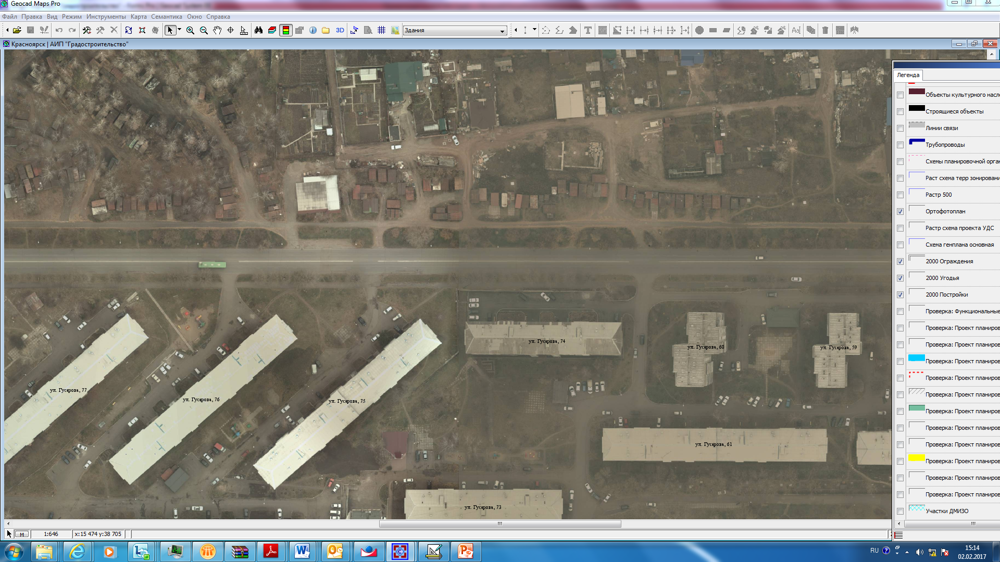 Geocad Maps Pro
Файл Правка Вид Режим Инструменты Карта Семантика Окно Справка
3D
Здания
Красноярск | АИП "Градостроительство"
Легенда
Объекты культурного насл
Строящиеся объекты
Линии связи
Трубопроводы
Схемы планировочной орган
Раст схема терр зонировани
Растр 500
Ортофотоплан
Растр схема проекта УДС
Схема генплана основная
2000 Ограждения
2000 Угодья
2000 Постройки
Проверка: Функциональные
Проверка: Проект планиров
Проверка: Проект планиров
Проверка: Проект планиров
Проверка: Проект планиров
Проверка: Проект планиров
Проверка: Проект планиров
Проверка: Проект планиров
Проверка: Проект планиров
Проверка: Проект планиров
Проверка: Проект планиров
Проверка: Проект планиров
Участки ДМИЗО
ул. Гусарова, 74
ул. Гусарова, 60
ул. Гусарова, 59
ул. Гусарова, 77
ул. Гусарова, 76
ул. Гусарова, 75
ул. Гусарова, 61
ул. Гусарова, 73
М
1:646
x:15 474 y:38 705
RU
15:14
02.02.2017